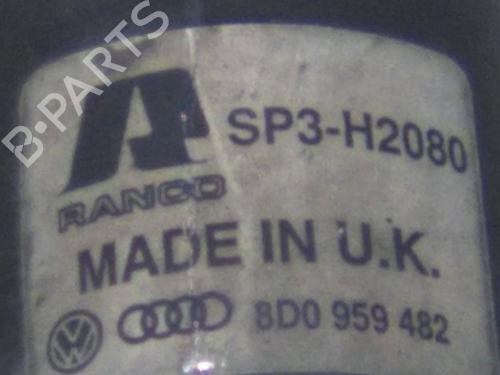 B-PARTS
SP3-H2080
RANCO
MADE IN U.K.
8D0 959 482